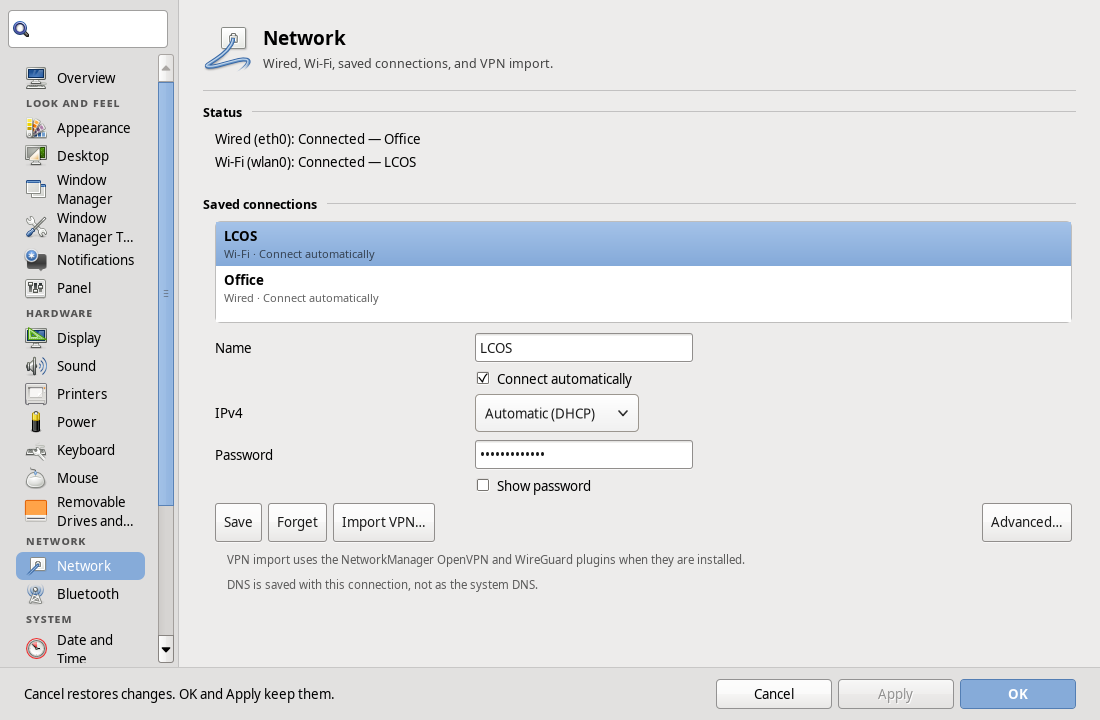 Overview
LOOK AND FEEL
Appearance
Desktop
Window
Manager
Window
Manager T...
Notifications
Panel
HARDWARE
Display
Sound
Printers
Power
Keyboard
Mouse
Removable
Drives and...
NETWORK
Network
Bluetooth
SYSTEM
Date and
Time
Network
Wired, Wi-Fi, saved connections, and VPN import.
Status
Wired (eth0): Connected — Office
Wi-Fi (wlan0): Connected — LCOS
Saved connections
LCOS
Wi-Fi · Connect automatically
Office
Wired · Connect automatically
Name LCOS
Connect automatically
IPv4 Automatic (DHCP)
Password •••••••••••••
Show password
Save Forget Import VPN... Advanced...
VPN import uses the NetworkManager OpenVPN and WireGuard plugins when they are installed.
DNS is saved with this connection, not as the system DNS.
Cancel restores changes. OK and Apply keep them. Cancel Apply OK